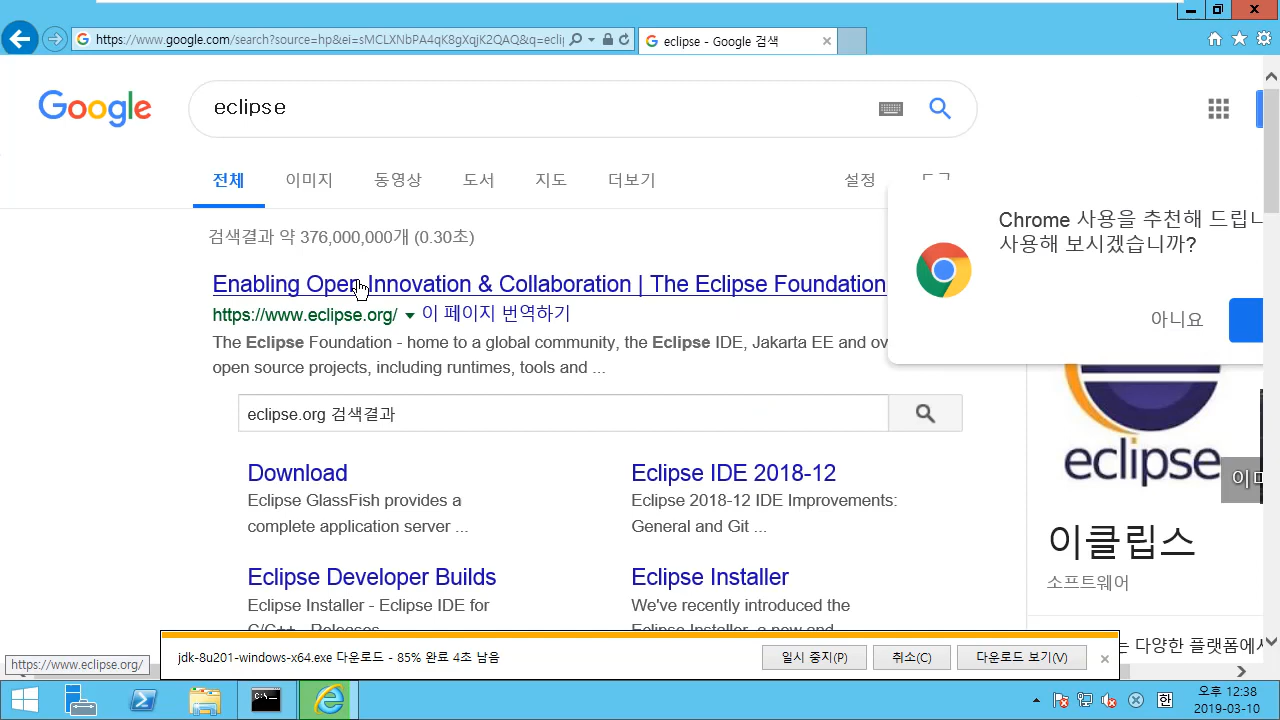 https://www.google.com/search?source=hp&ei=sMCLXNbPA4qK8gXqjK2QAQ&q=ecli
eclipse - Google 검색
Google
eclipse
전체 이미지 동영상 도서 지도 더보기 설정
검색결과 약 376,000,000개 (0.30초)
Chrome 사용을 추천해 드립니
사용해 보시겠습니까?
아니요
Enabling Open Innovation & Collaboration | The Eclipse Foundation
https://www.eclipse.org/ 이 페이지 번역하기
The Eclipse Foundation - home to a global community, the Eclipse IDE, Jakarta EE and ov
open source projects, including runtimes, tools and ...
eclipse.org 검색결과
Download
Eclipse GlassFish provides a
complete application server ...
Eclipse IDE 2018-12
Eclipse 2018-12 IDE Improvements:
General and Git ...
Eclipse Developer Builds
Eclipse Installer - Eclipse IDE for
C/C++ - Releases
Eclipse Installer
We've recently introduced the
Eclipse Installer, a new and
eclipse
이클립스
소프트웨어
는 다양한 플랫폼에서
jdk-8u201-windows-x64.exe 다운로드 - 85% 완료 4초 남음
일시 중지(P) 취소(C) 다운로드 보기(V)
https://www.eclipse.org/
C:\_
한
오후 12:38
2019-03-10